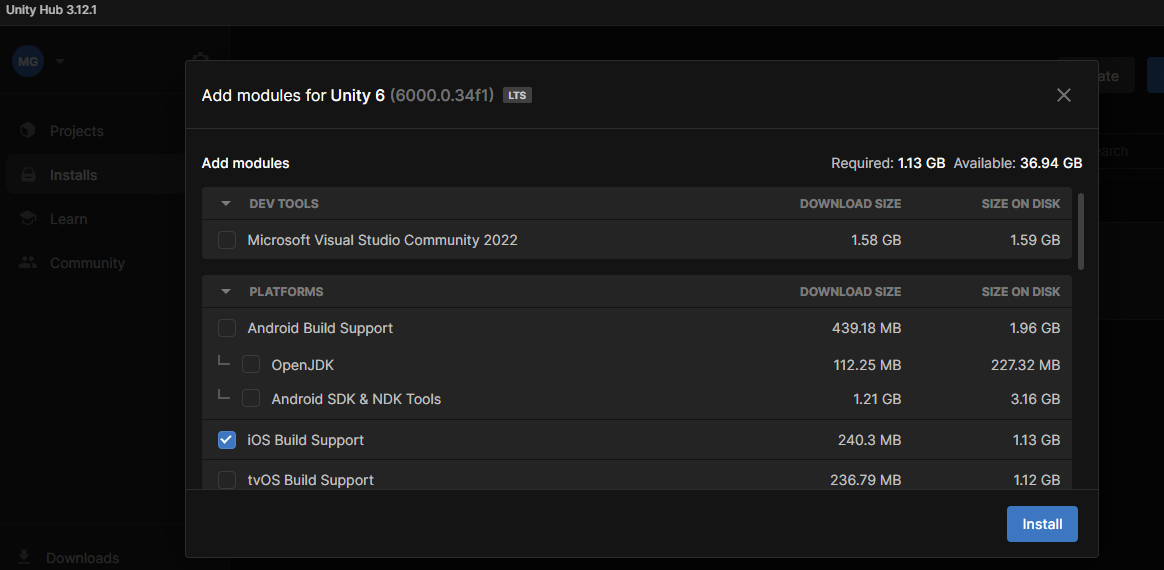 Unity Hub 3.12.1
MG
Add modules for Unity 6 (6000.0.34f1) LTS
Projects
Installs
Learn
Community
Downloads
Add modules
Required: 1.13 GB Available: 36.94 GB
DEV TOOLS DOWNLOAD SIZE SIZE ON DISK
Microsoft Visual Studio Community 2022 1.58 GB 1.59 GB
PLATFORMS DOWNLOAD SIZE SIZE ON DISK
Android Build Support 439.18 MB 1.96 GB
OpenJDK 112.25 MB 227.32 MB
Android SDK & NDK Tools 1.21 GB 3.16 GB
iOS Build Support 240.3 MB 1.13 GB
tvOS Build Support 236.79 MB 1.12 GB
Install